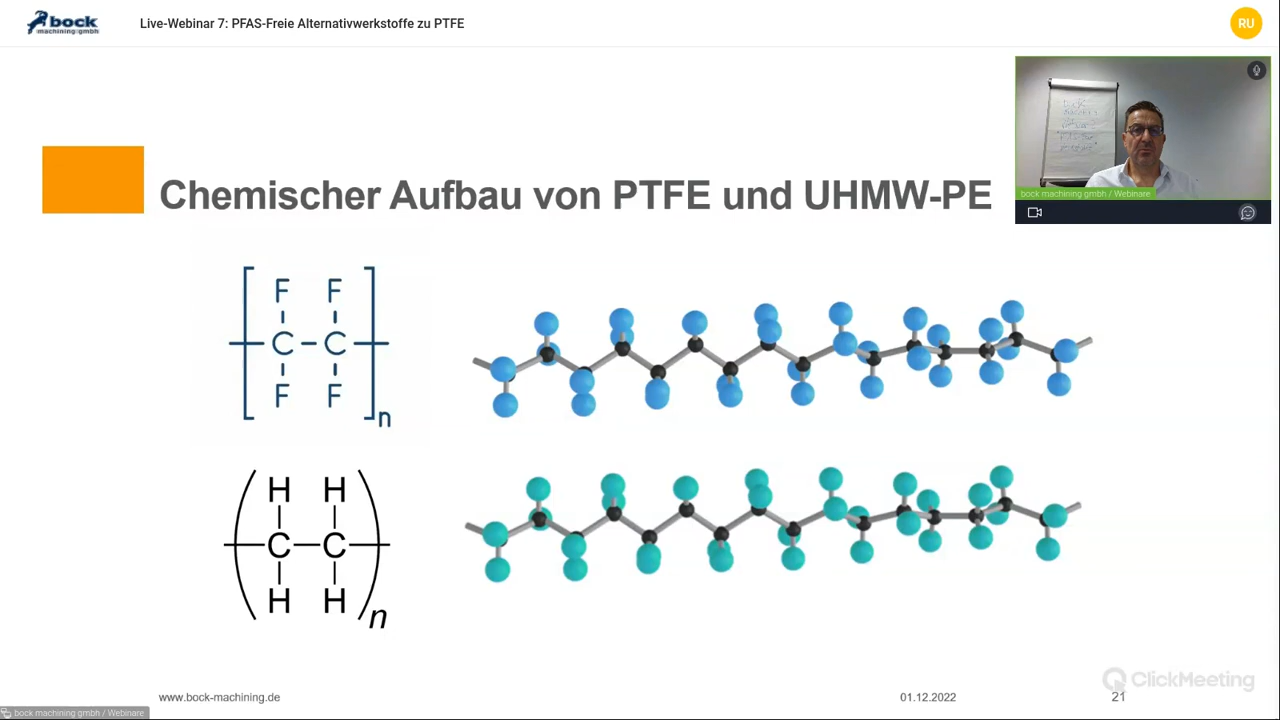 bock
machining gmbh
Live-Webinar 7: PFAS-Freie Alternativwerkstoffe zu PTFE
RU
bock machining gmbh / Webinare
Chemischer Aufbau von PTFE und UHMW-PE
F F
C C
F F
n
H H
C C
H H
n
www.bock-machining.de
01.12.2022
21
ClickMeeting
bock machining gmbh / Webinare